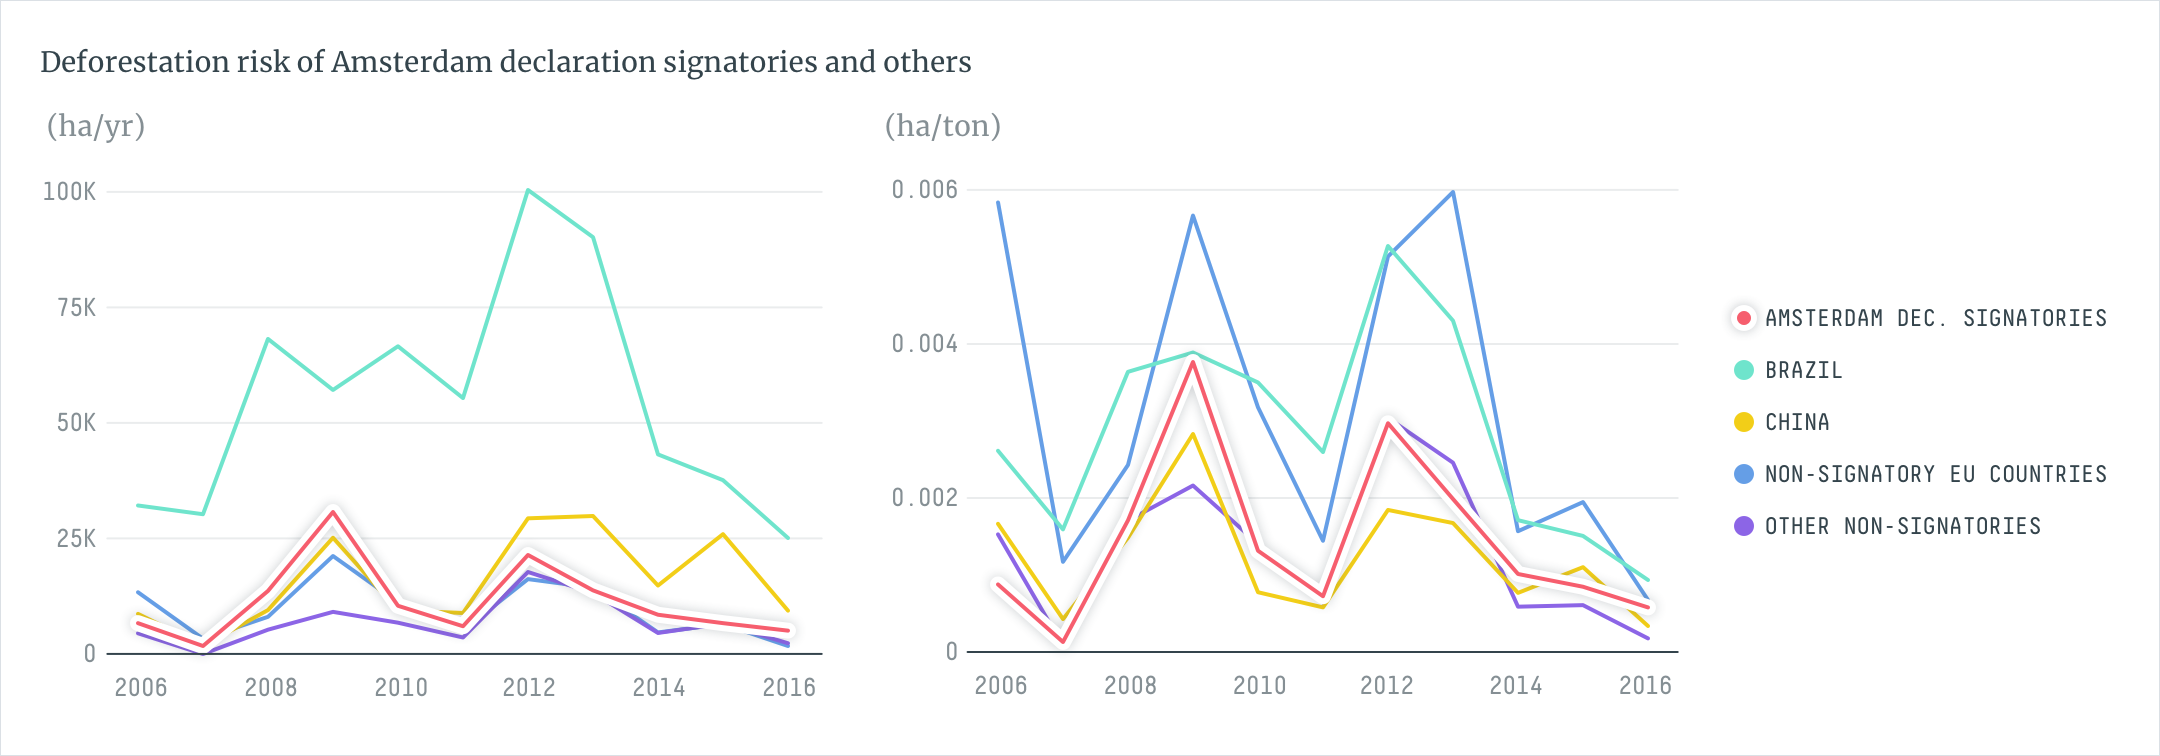 Deforestation risk of Amsterdam declaration signatories and others
(ha/yr)
100K
75K
50K
25K
0
2006 2008 2010 2012 2014 2016
(ha/ton)
0.006
0.004
0.002
0
2006 2008 2010 2012 2014 2016
AMSTERDAM DEC. SIGNATORIES
BRAZIL
CHINA
NON-SIGNATORY EU COUNTRIES
OTHER NON-SIGNATORIES